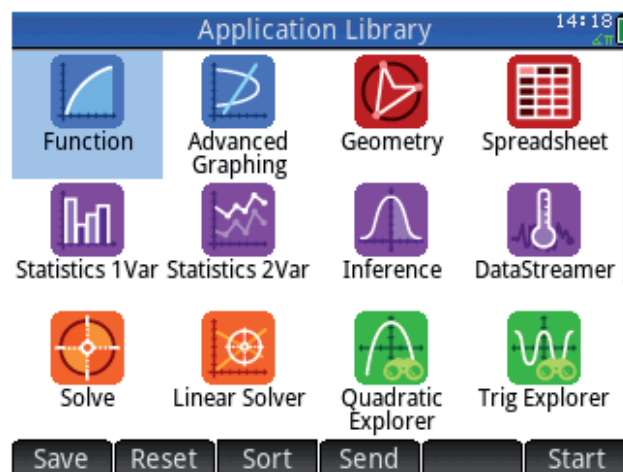 Application Library 14:18
∡π
Function Advanced Graphing Geometry Spreadsheet
Statistics 1Var Statistics 2Var Inference DataStreamer
Solve Linear Solver Quadratic Explorer Trig Explorer
Save Reset Sort Send Start